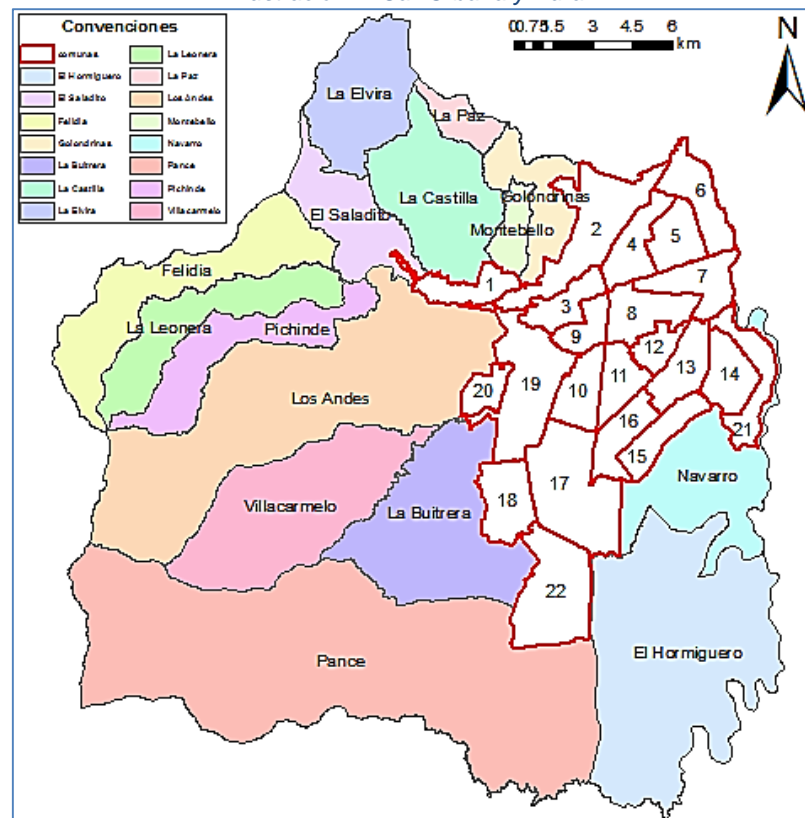 Convenciones
comunas
La Leonera
El Hormiguero
La Paz
El Saladito
Los Andes
Felidia
Montebello
Golondrinas
Navarro
La Buitrera
Pance
La Castilla
Pichinde
La Elvira
Villacarmelo
0 0.75 1.5 3 4.5 6
km
N
La Elvira
La Paz
La Castilla
Golondrinas
El Saladito
Montebello
Felidia
La Leonera
Pichinde
Los Andes
Villacarmelo
La Buitrera
Navarro
El Hormiguero
Pance
1
2
3
4
5
6
7
8
9
10
11
12
13
14
15
16
17
18
19
20
21
22